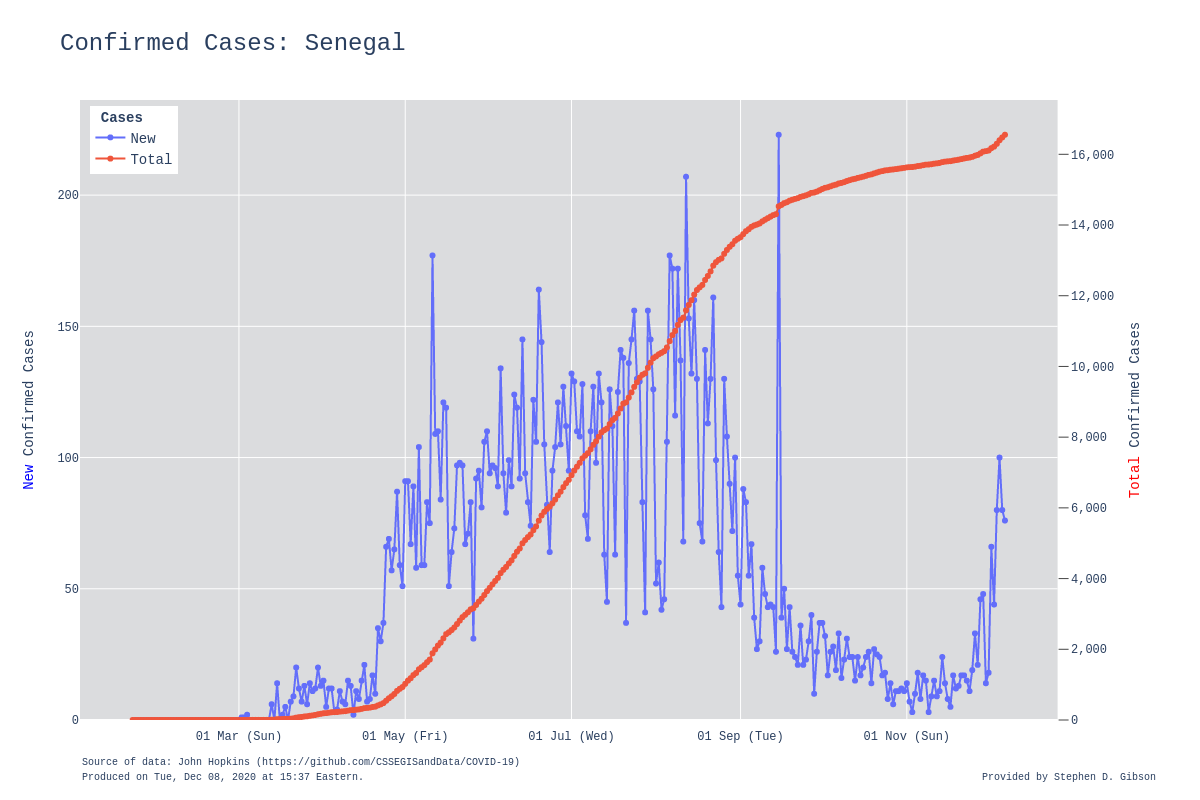 Confirmed Cases: Senegal
Cases
New
Total
200
150
100
50
0
16,000
14,000
12,000
10,000
8,000
6,000
4,000
2,000
0
New Confirmed Cases
Total Confirmed Cases
01 Mar (Sun)
01 May (Fri)
01 Jul (Wed)
01 Sep (Tue)
01 Nov (Sun)
Source of data: John Hopkins (https://github.com/CSSEGISandData/COVID-19)
Produced on Tue, Dec 08, 2020 at 15:37 Eastern.
Provided by Stephen D. Gibson